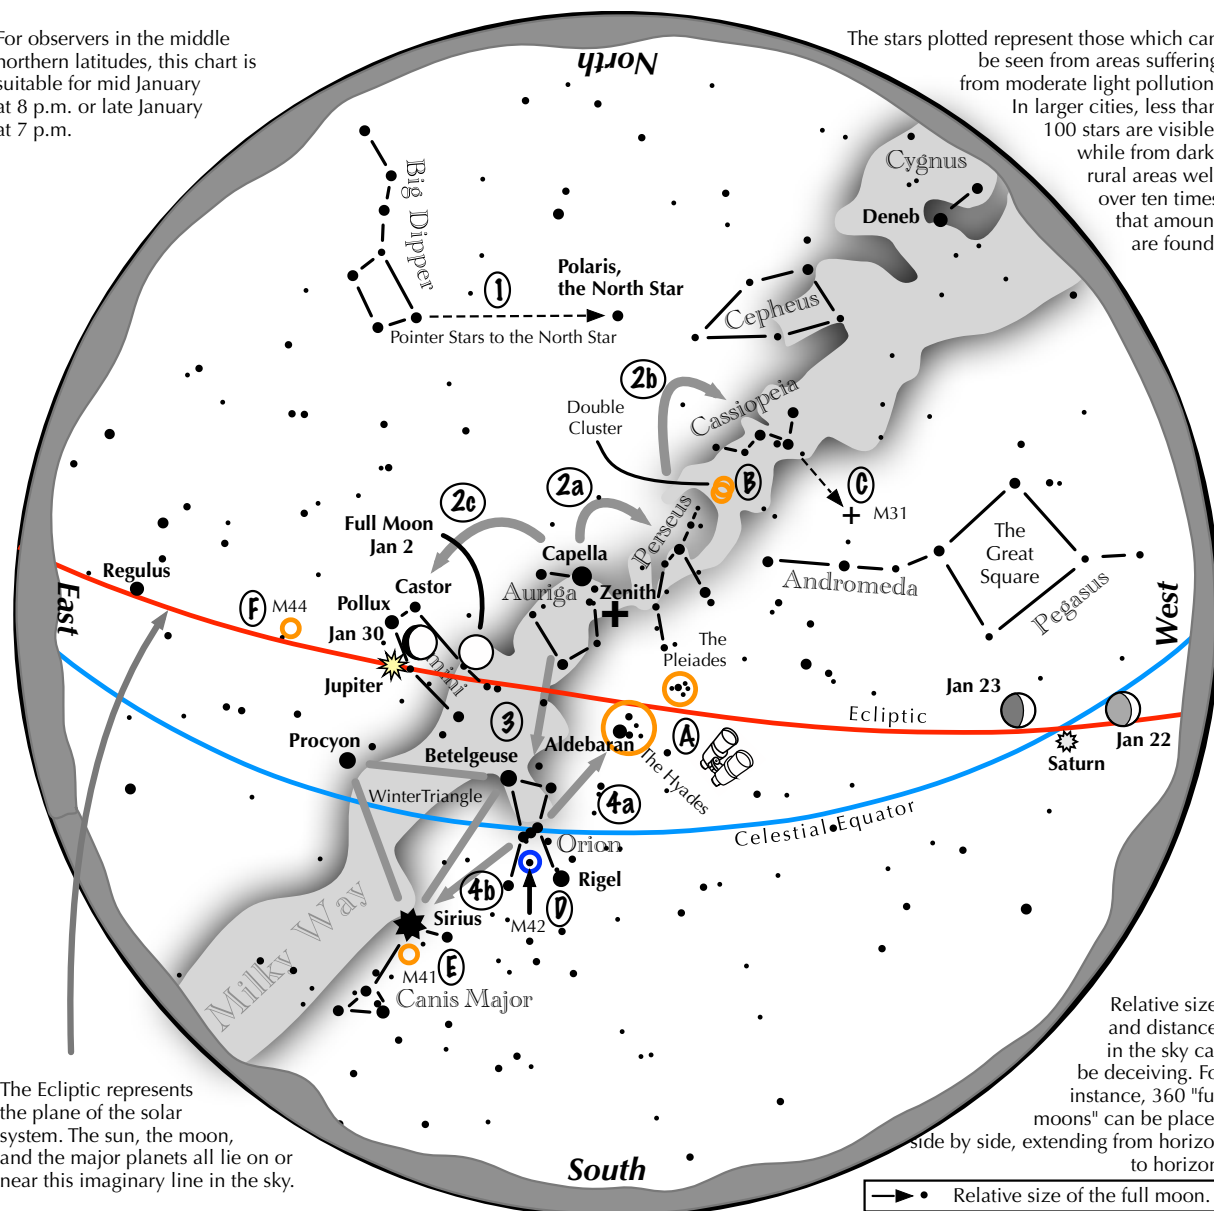 For observers in the middle
northern latitudes, this chart is
suitable for mid January
at 8 p.m. or late January
at 7 p.m.
The stars plotted represent those which can
be seen from areas suffering
from moderate light pollution
In larger cities, less than
100 stars are visible
while from dark
rural areas well
over ten times
that amoun
are found
North
Cygnus
Deneb
Big Dipper
Polaris,
the North Star
1
Pointer Stars to the North Star
Cepheus
2b
Cassiopeia
Double
Cluster
B
C
M31
2a
2c
Full Moon
Jan 2
Perseus
The
Great
Square
Capella
Auriga
Zenith
Andromeda
Pegasus
Regulus
East
West
F
M44
Castor
Pollux
Jan 30
mini
Jupiter
The
Pleiades
Jan 23
Ecliptic
Jan 22
Saturn
3
A
Procyon
Betelgeuse
Aldebaran
The Hyades
WinterTriangle
4a
Celestial Equator
Orion
4b
Rigel
D
M42
Sirius
M41
E
Canis Major
Milky Way
The Ecliptic represents
the plane of the solar
system. The sun, the moon,
and the major planets all lie on or
near this imaginary line in the sky.
Relative size
and distance
in the sky ca
be deceiving. Fo
instance, 360 "fu
moons" can be place
side by side, extending from horizo
to horizon
South
Relative size of the full moon.